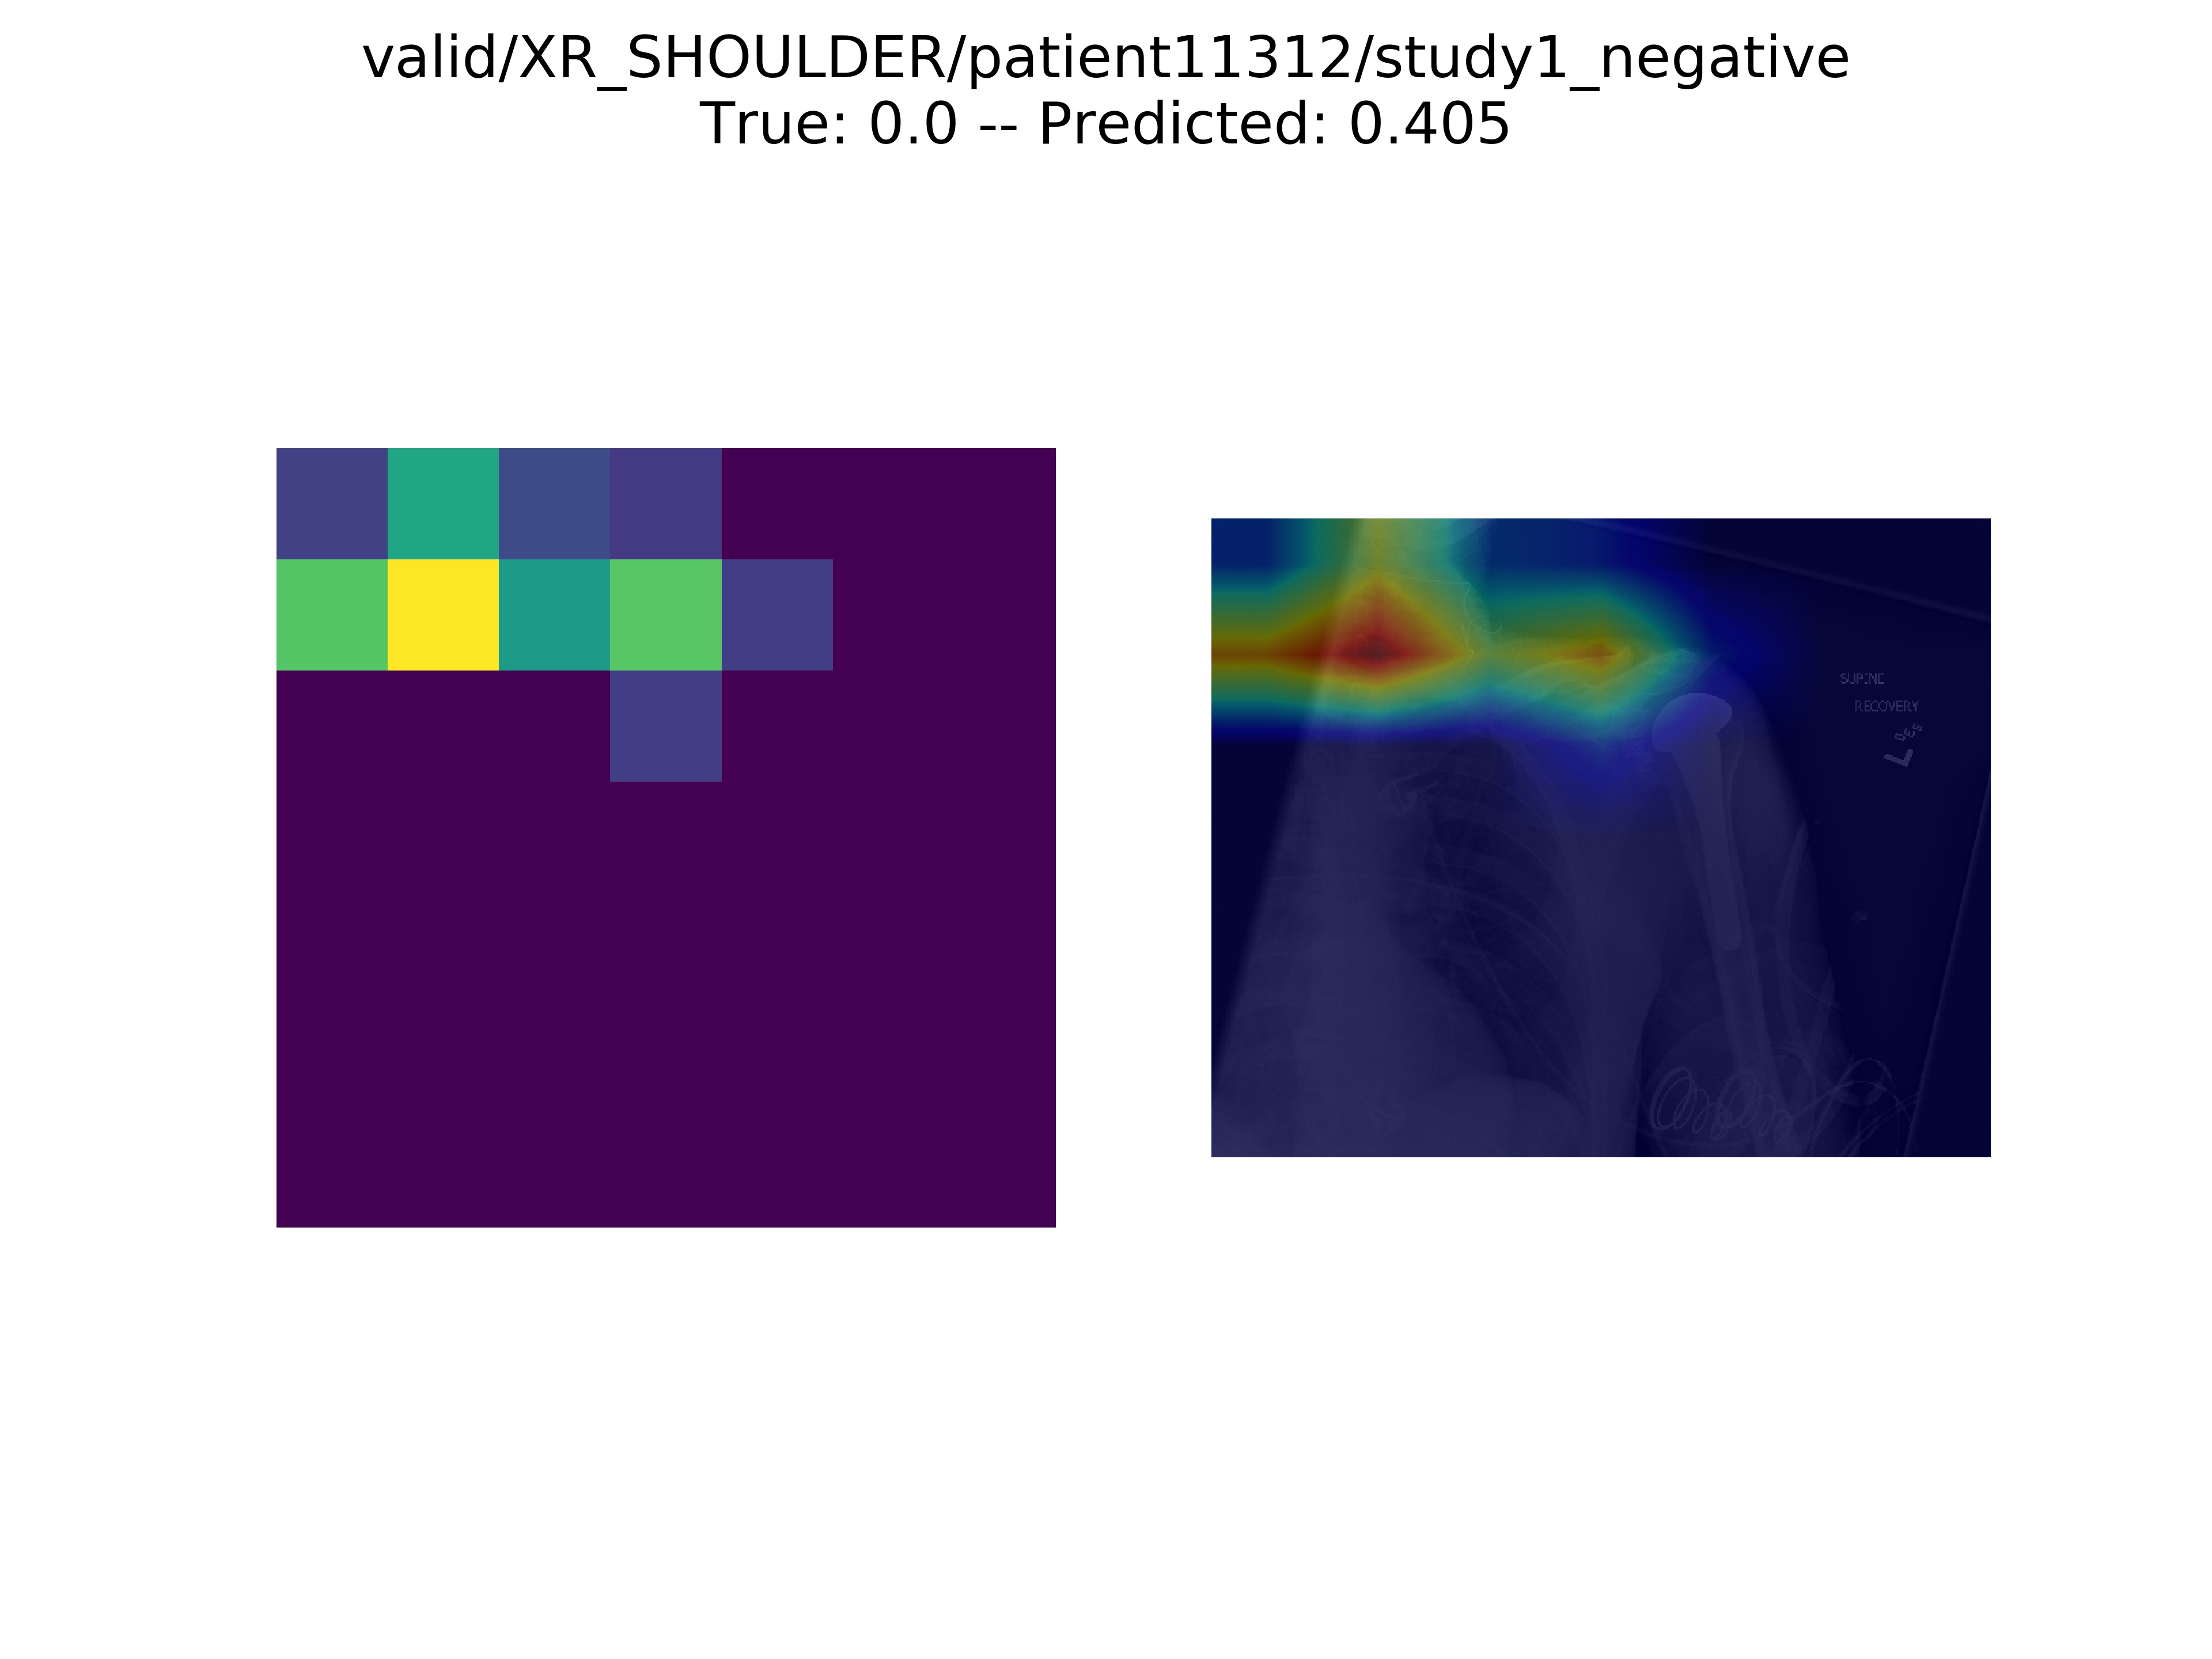 valid/XR_SHOULDER/patient11312/study1_negative
True: 0.0 -- Predicted: 0.405
SUPINE
RECOVERY
L